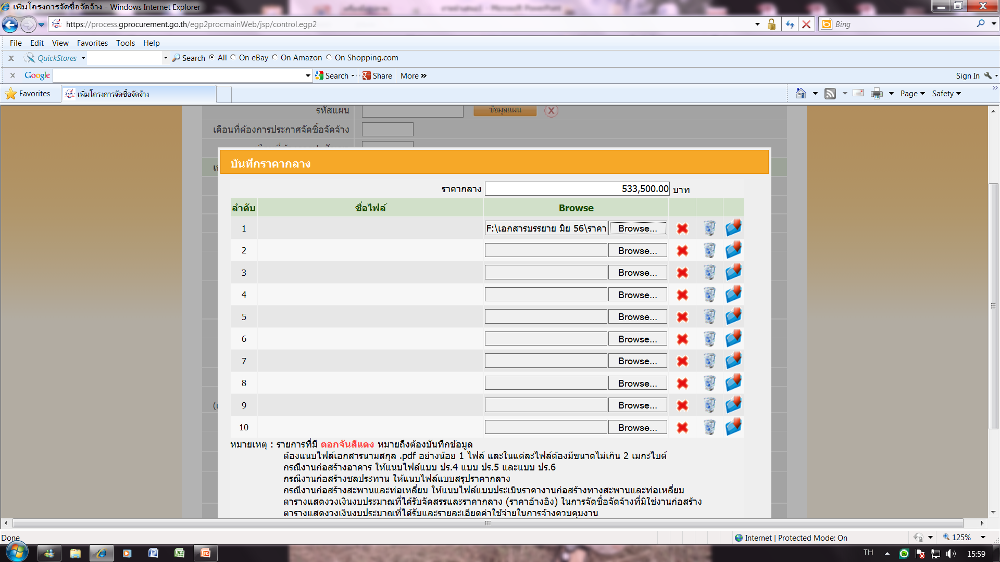 เพิ่มโครงการจัดซื้อจัดจ้าง - Windows Internet Explorer
https://process.gprocurement.go.th/egp2procmainWeb/jsp/control.egp2
Bing
File Edit View Favorites Tools Help
x QuickStores Search All On eBay On Amazon On Shopping.com
x Google Search Share More »
Sign In
Favorites เพิ่มโครงการจัดซื้อจัดจ้าง
Page Safety »
รหัสแผน ข้อมูลแผน X
เดือนที่ต้องการประกาศจัดซื้อจัดจ้าง
บันทึกราคากลาง
ราคากลาง 533,500.00 บาท
ลำดับ ชื่อไฟล์ Browse
1 F:\เอกสารบรรยาย มิย 56\ราคา Browse...
2 Browse...
3 Browse...
4 Browse...
5 Browse...
6 Browse...
7 Browse...
8 Browse...
9 Browse...
10 Browse...
หมายเหตุ : รายการที่มี ดอกจันสีแดง หมายถึงต้องบันทึกข้อมูล
ต้องแนบไฟล์เอกสารนามสกุล .pdf อย่างน้อย 1 ไฟล์ และในแต่ละไฟล์ต้องมีขนาดไม่เกิน 2 เมกะไบต์
กรณีงานก่อสร้างอาคาร ให้แนบไฟล์แบบ ปร.4 แบบ ปร.5 และแบบ ปร.6
กรณีงานก่อสร้างชลประทาน ให้แนบไฟล์แบบสรุปราคากลาง
กรณีงานก่อสร้างสะพานและท่อเหลี่ยม ให้แนบไฟล์แบบประเมินราคางานก่อสร้างทางสะพานและท่อเหลี่ยม
ตารางแสดงวงเงินงบประมาณที่ได้รับจัดสรรและราคากลาง (ราคาอ้างอิง) ในการจัดซื้อจัดจ้างที่มิใช่งานก่อสร้าง
ตารางแสดงวงเงินงบประมาณที่ได้รับและรายละเอียดค่าใช้จ่ายในการจ้างควบคุมงาน
Done
Internet | Protected Mode: On
125%
TH
15:59